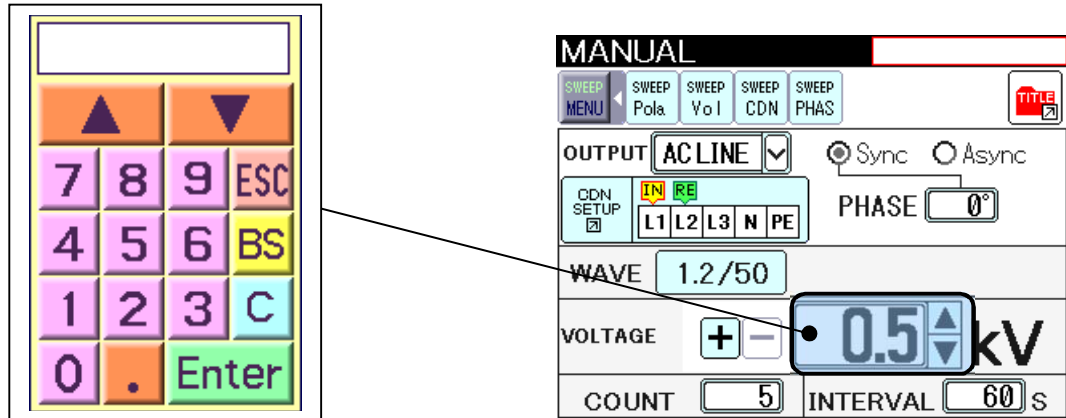 ▲ ▼
7 8 9 ESC
4 5 6 BS
1 2 3 C
0 . Enter
MANUAL
SWEEP MENU SWEEP Pola SWEEP Vol SWEEP CDN SWEEP PHAS TITLE
OUTPUT AC LINE Sync Async
CDN SETUP IN RE
L1 L2 L3 N PE
PHASE 0°
WAVE 1.2/50
VOLTAGE + − 0.5 kV
COUNT 5 INTERVAL 60 s